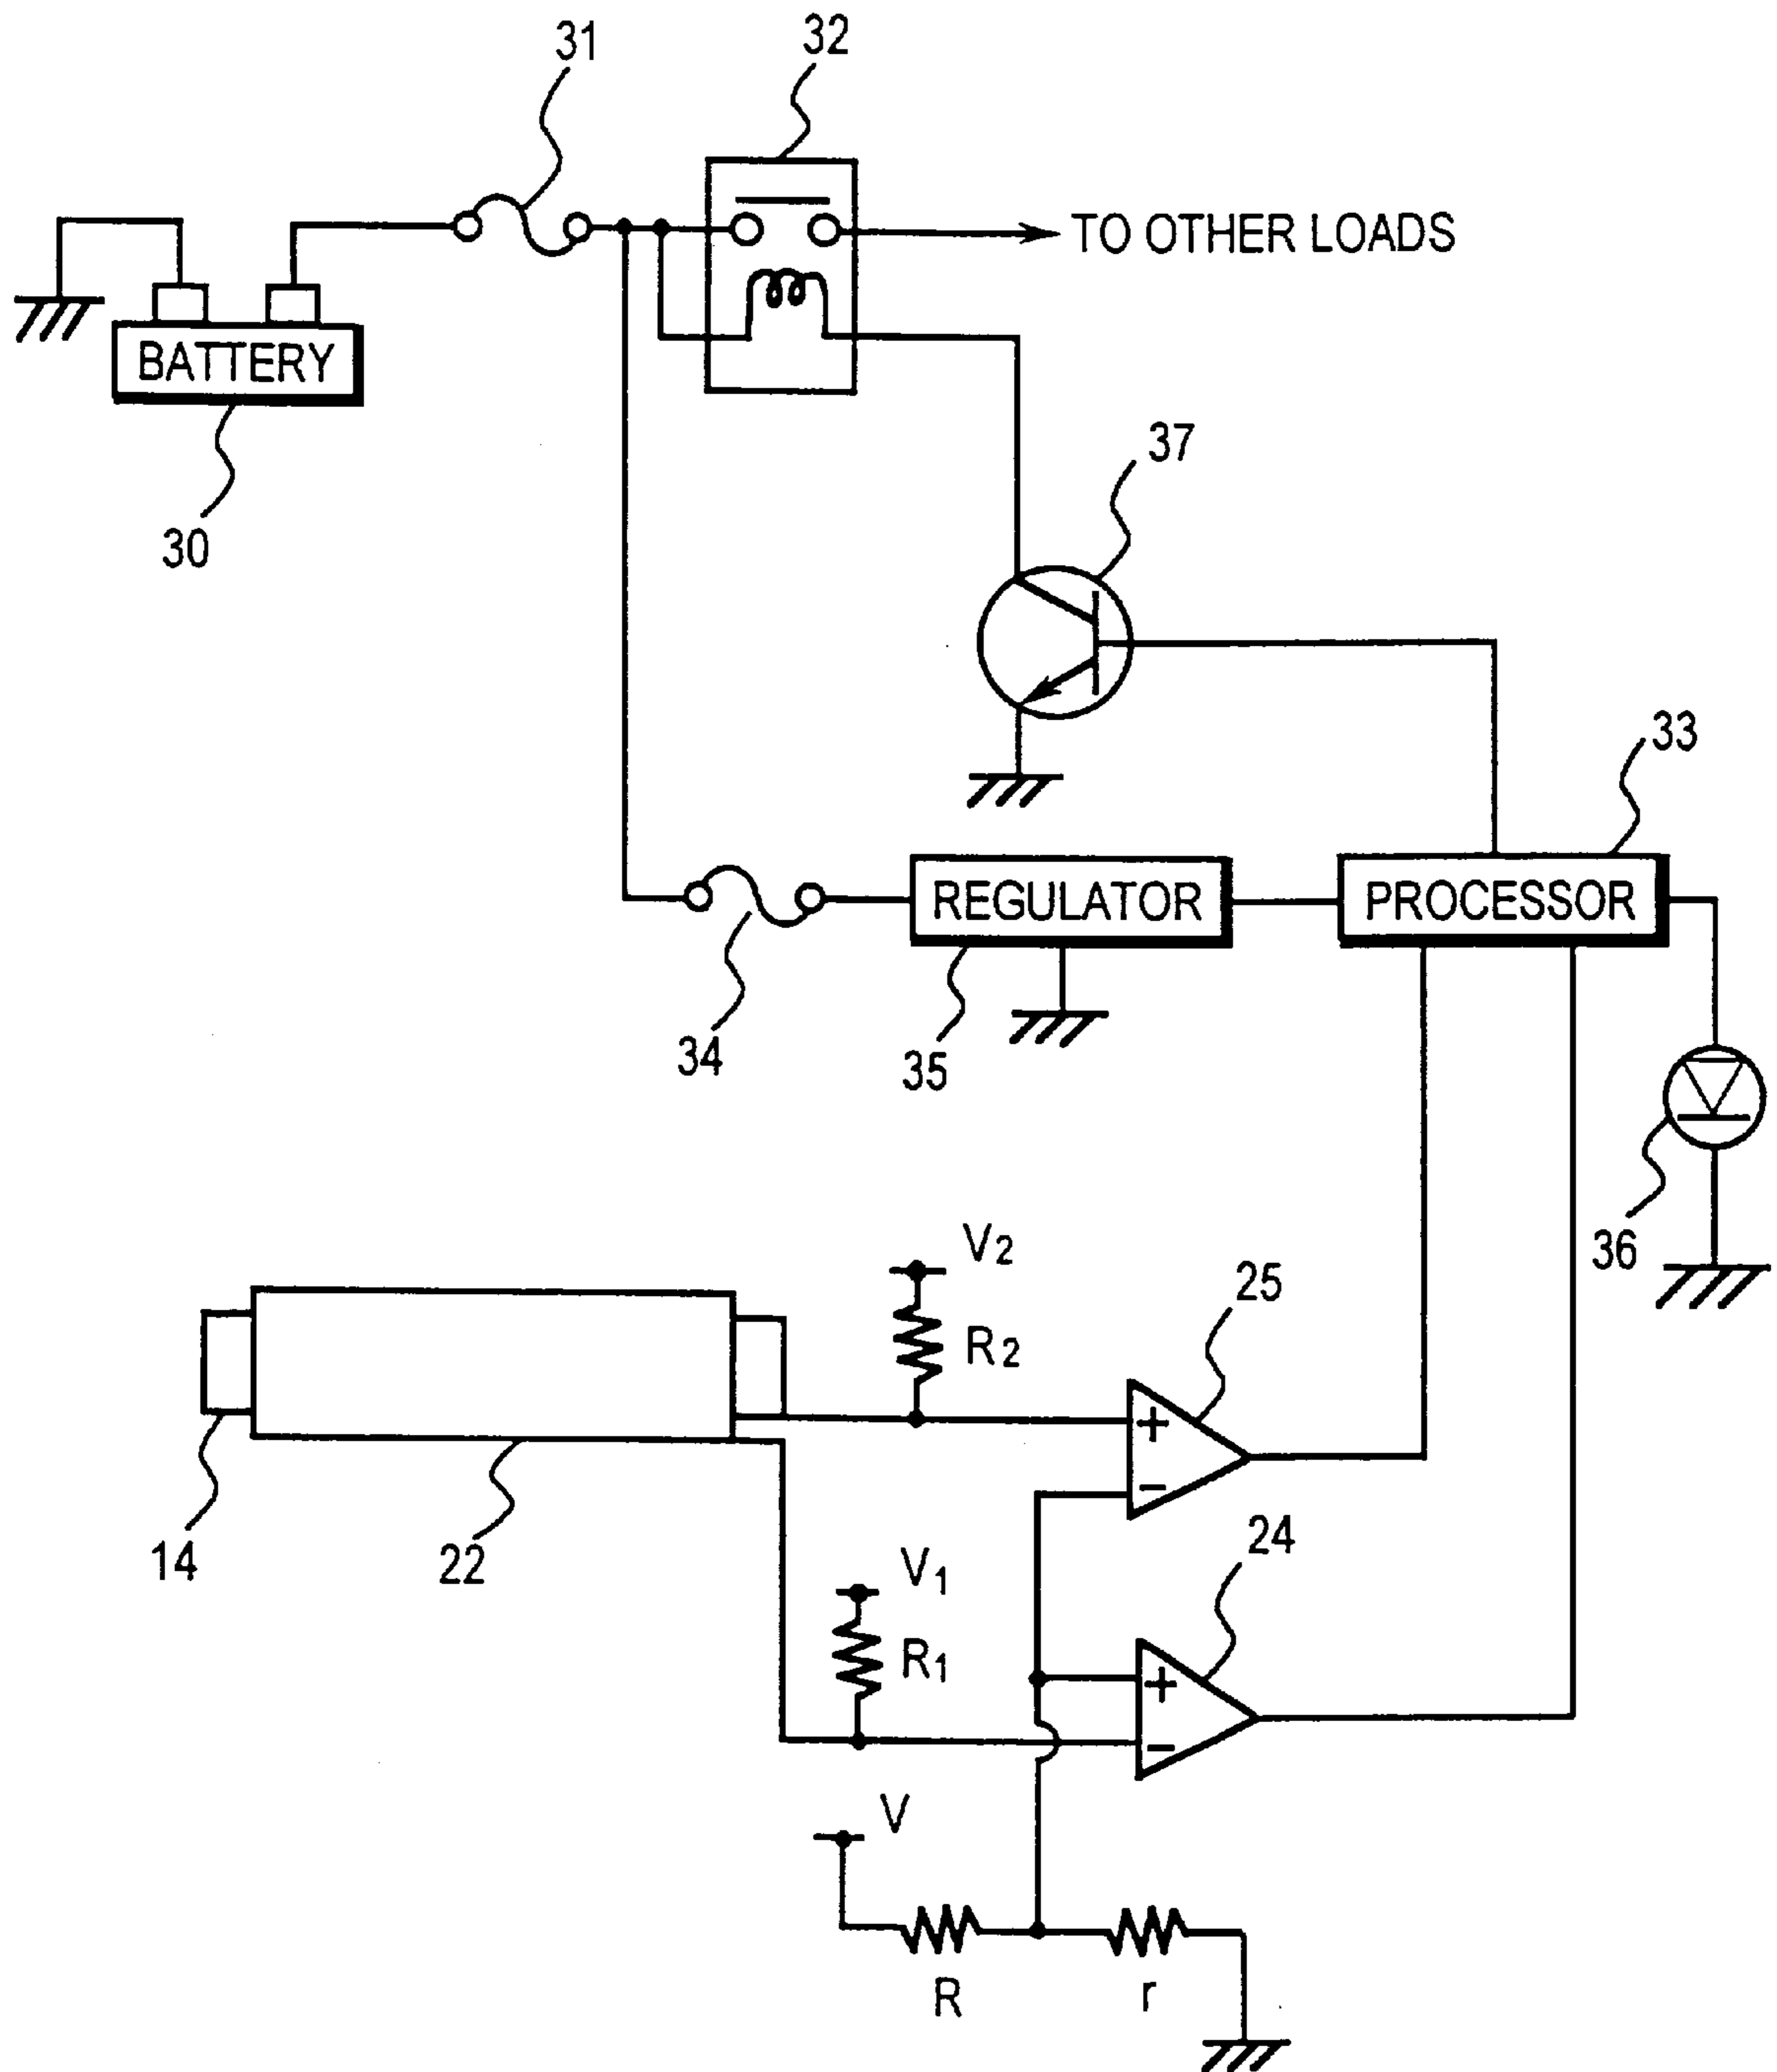 31
32
TO OTHER LOADS
BATTERY
30
37
33
REGULATOR
PROCESSOR
34
35
36
V2
R2
25
14
22
V1
R1
24
+
-
+
-
V
R
r